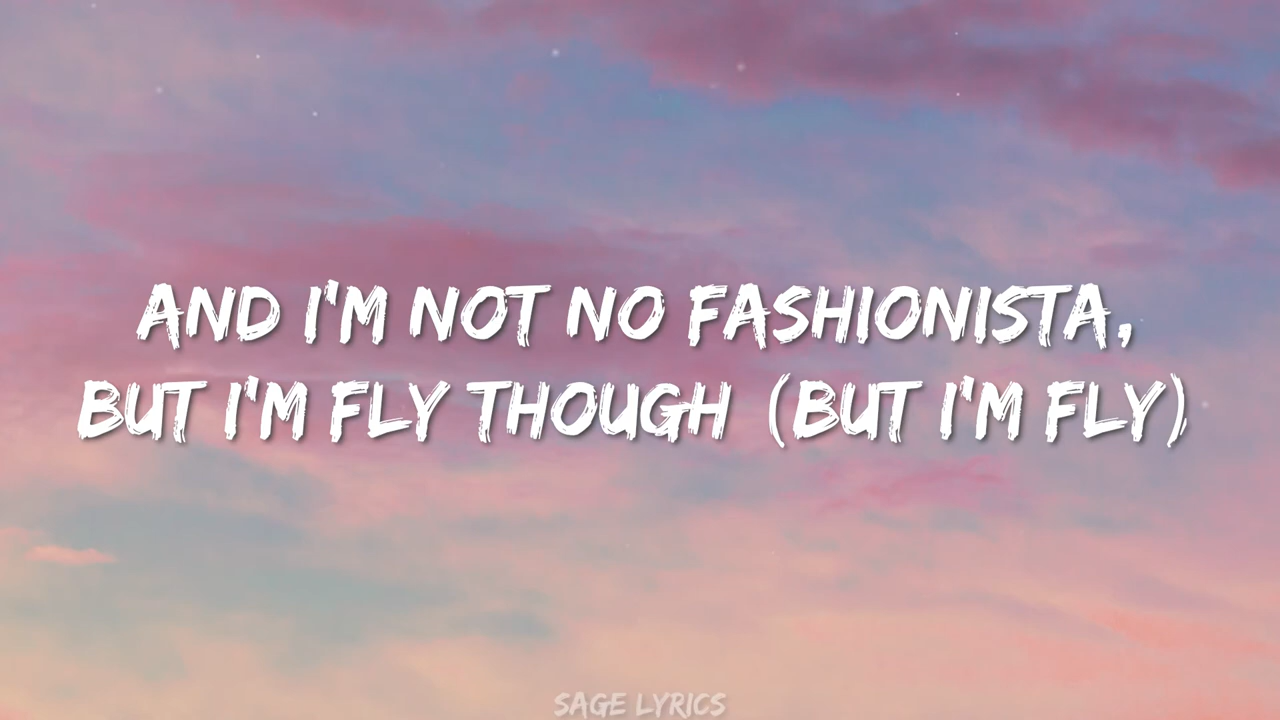 AND I'M NOT NO FASHIONISTA,
BUT I'M FLY THOUGH (BUT I'M FLY)
SAGE LYRICS